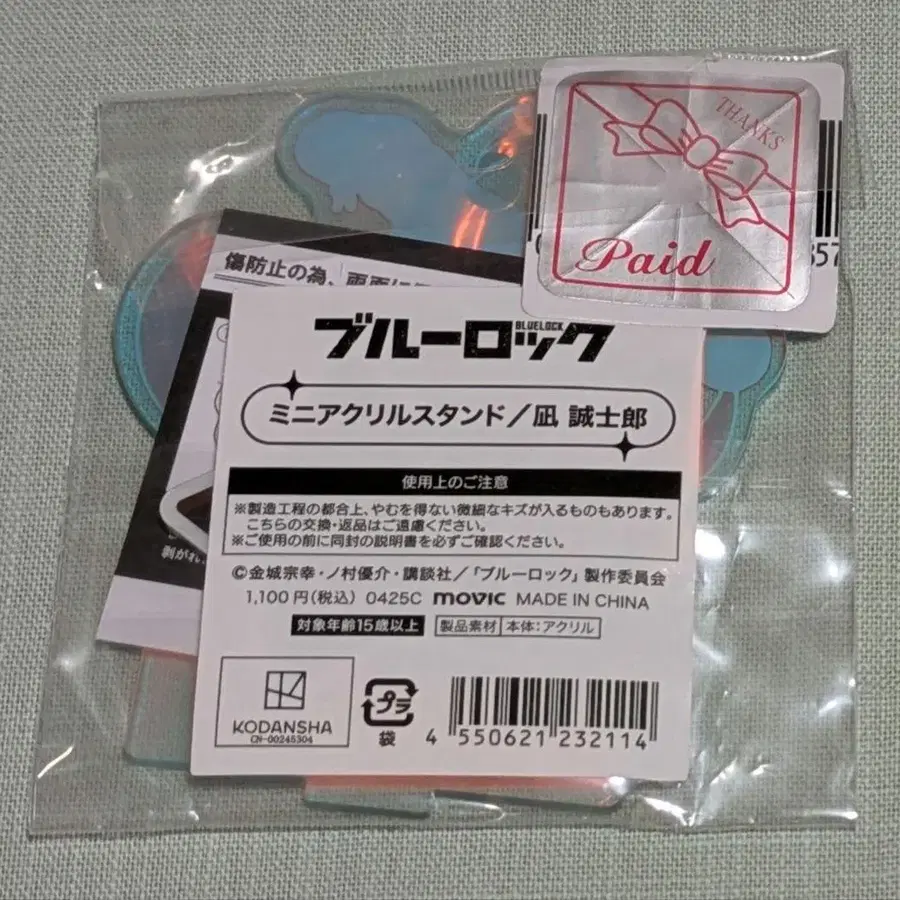 THANKS
Paid
857
傷防止の為、両面に
ブルーロック
BLUELOCK
ミニアクリルスタンド／凪 誠士郎
使用上のご注意
※製造工程の都合上、やむを得ない微細なキズが入るものもあります。
こちらの交換・返品はご遠慮ください。
※ご使用の前に同封の説明書を必ずご確認ください。
©金城宗幸・ノ村優介・講談社／「ブルーロック」製作委員会
1,100円(税込) 0425C movic MADE IN CHINA
対象年齢15歳以上 製品素材 本体：アクリル
KODANSHA
CN-00245304
プラ
袋
4 550621 232114
剥が